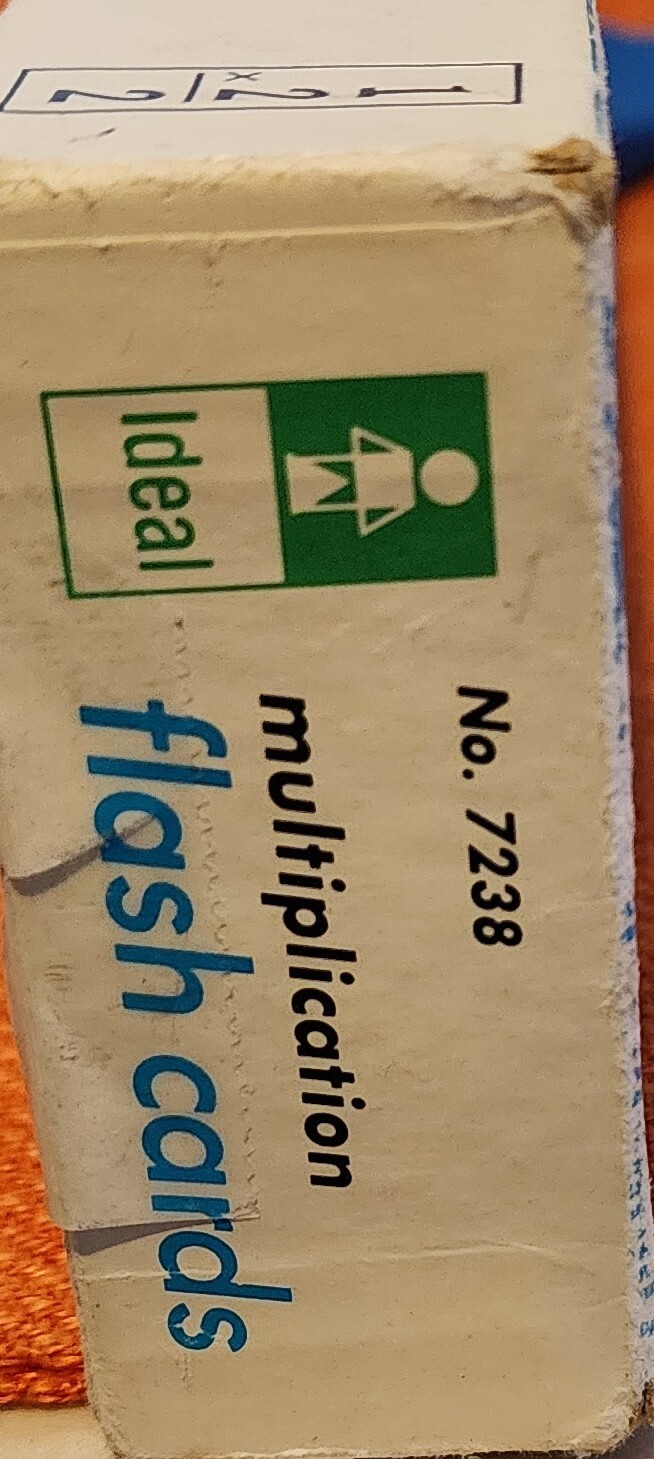 1
×2
2
Ideal
No. 7238
multiplication
flash cards